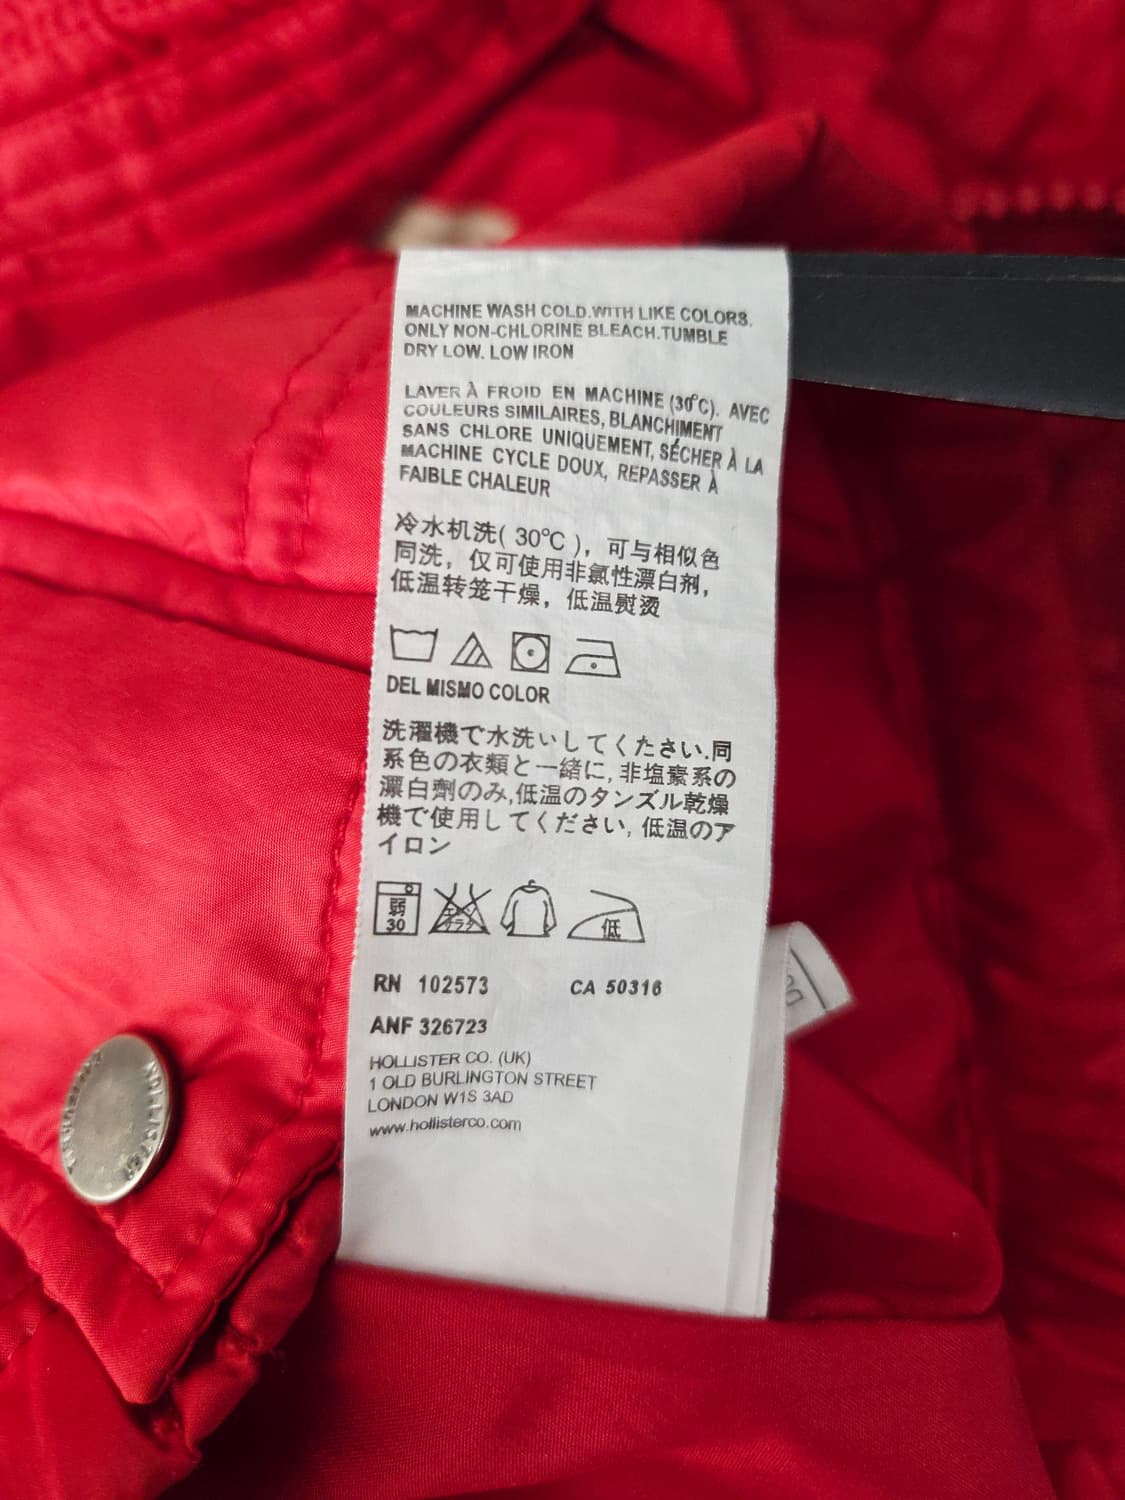 MACHINE WASH COLD.WITH LIKE COLORS.
ONLY NON-CHLORINE BLEACH.TUMBLE
DRY LOW. LOW IRON
LAVER À FROID EN MACHINE (30°C). AVEC
COULEURS SIMILAIRES, BLANCHIMENT
SANS CHLORE UNIQUEMENT, SÉCHER À LA
MACHINE CYCLE DOUX, REPASSER À
FAIBLE CHALEUR
冷水机洗( 30°C )，可与相似色
同洗，仅可使用非氯性漂白剂，
低温转笼干燥，低温熨烫
DEL MISMO COLOR
洗濯機で水洗いしてください.同
系色の衣類と一緒に,非塩素系の
漂白劑のみ,低温のタンズル乾燥
機で使用してください, 低温のア
イロン
弱
30
低
RN 102573 CA 50316
ANF 326723
HOLLISTER CO. (UK)
1 OLD BURLINGTON STREET
LONDON W1S 3AD
www.hollisterco.com
HOLLISTER